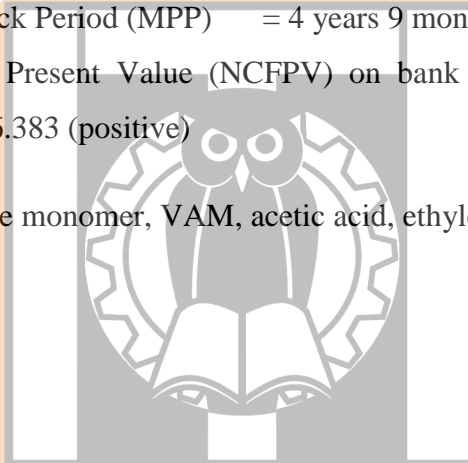 ck Period (MPP) = 4 years 9 mon
Present Value (NCFPV) on bank
.383 (positive)
e monomer, VAM, acetic acid, ethyl